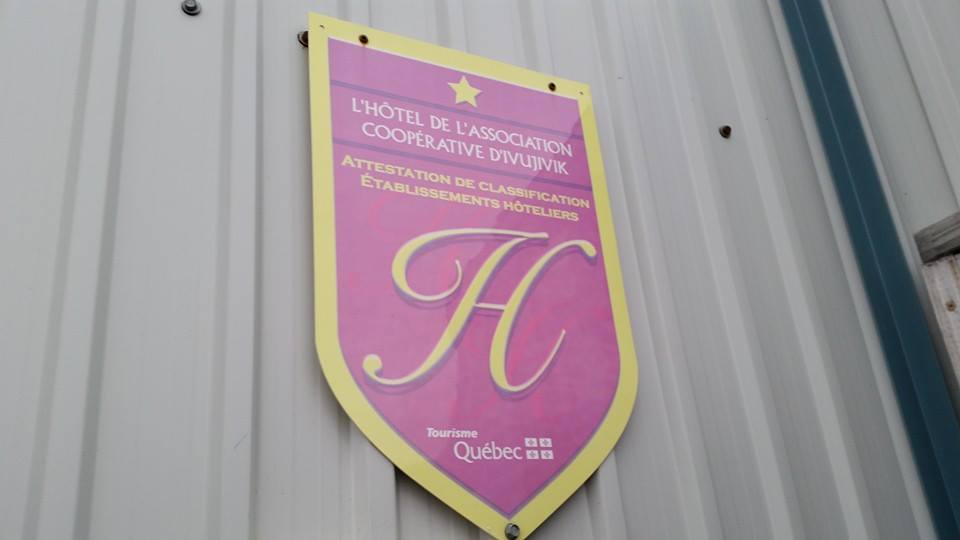 L'HÔTEL DE L'ASSOCIATION
COOPÉRATIVE D'IVUJIVIK
ATTESTATION DE CLASSIFICATION
ÉTABLISSEMENTS HÔTELIERS
H
Tourisme
Québec